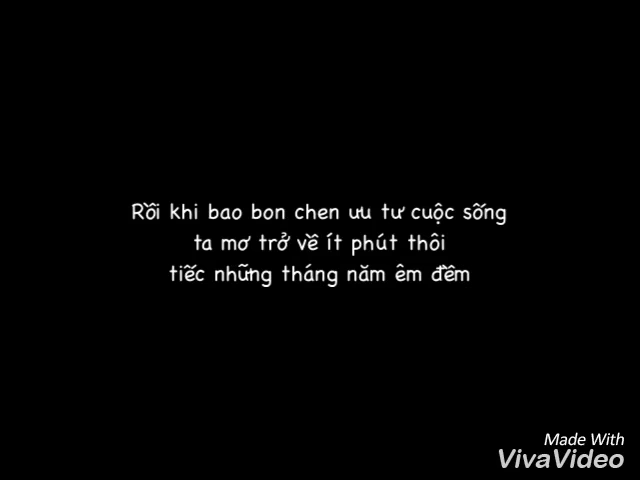 Rồi khi bao bon chen ưu tư cuộc sống
ta mơ trở về ít phút thôi
tiếc những tháng năm êm đềm
Made With
VivaVideo